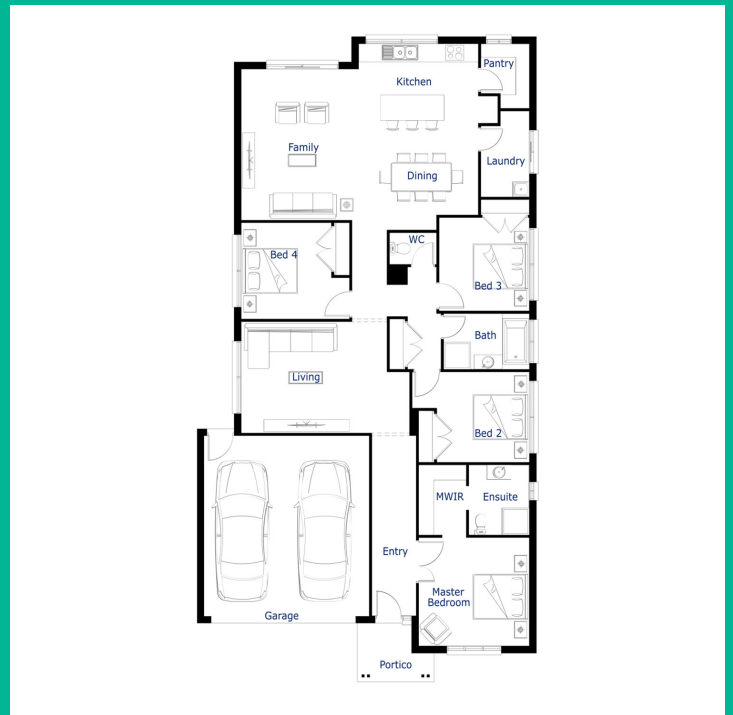 Pantry
Kitchen
Family
Laundry
Dining
WC
Bed 4
Bed 3
Bath
Living
Bed 2
MWIR
Ensuite
Entry
Master
Bedroom
Garage
Portico